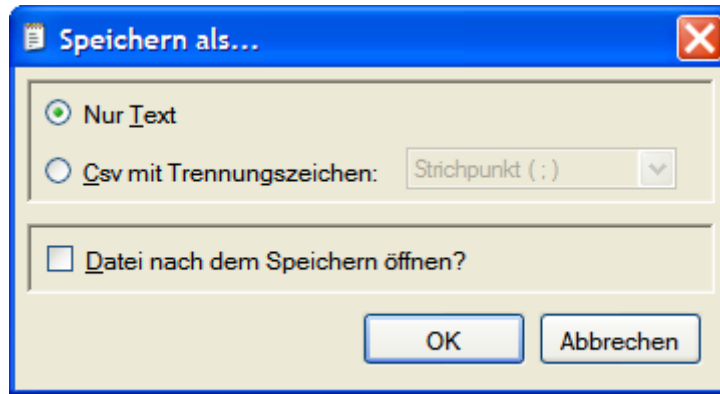 Speichern als...
Nur Text
Csv mit Trennungszeichen: Strichpunkt ( ; )
Datei nach dem Speichern öffnen?
OK Abbrechen